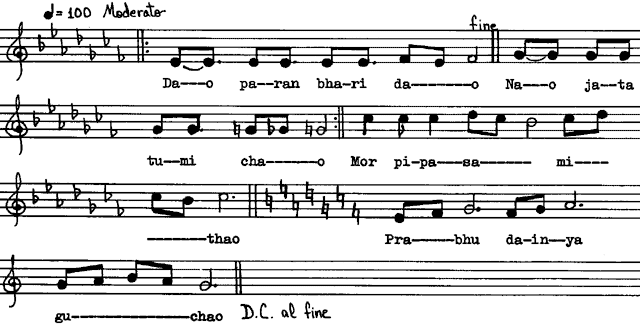 ♩= 100 Moderato
fine
Da---o pa--ran bha-ri da-------o Na---o ja--ta
tu--mi cha------o Mor pi-pa---sa------ mi----
-------thao Pra-----bhu da-in--ya
gu--------------chao D.C. al fine